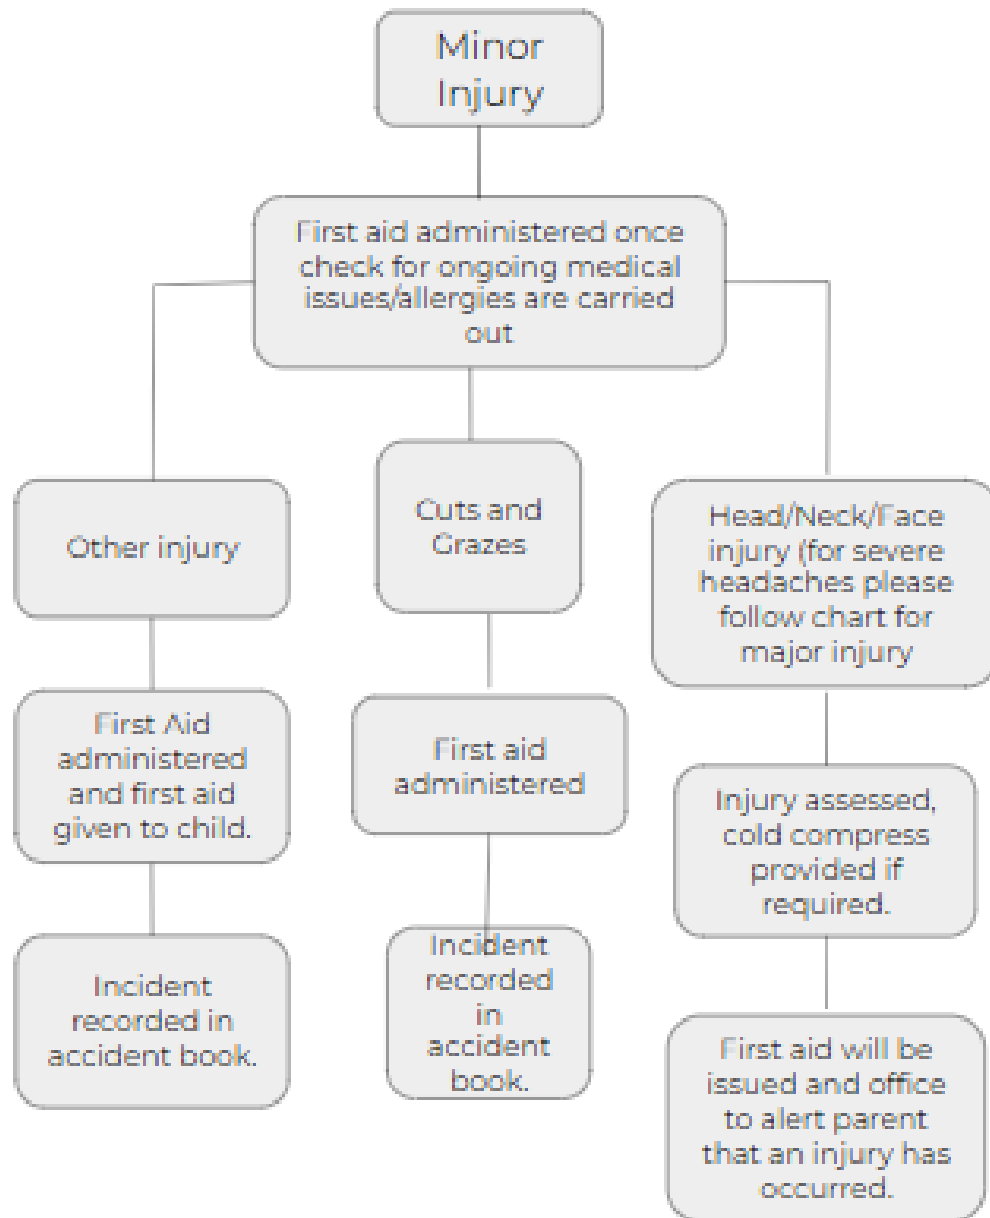 Minor
Injury
First aid administered once
check for ongoing medical
issues/allergies are carried
out
Other injury
First Aid
administered
and first aid
given to child.
Incident
recorded in
accident book.
Cuts and
Grazes
First aid
administered
Incident
recorded
in
accident
book.
Head/Neck/Face
injury (for severe
headaches please
follow chart for
major injury
Injury assessed,
cold compress
provided if
required.
First aid will be
issued and office
to alert parent
that an injury has
occurred.